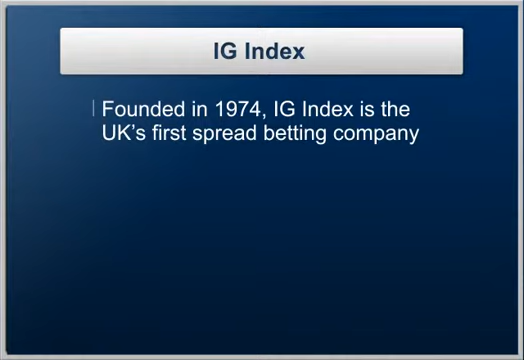 IG Index
Founded in 1974, IG Index is the
UK’s first spread betting company